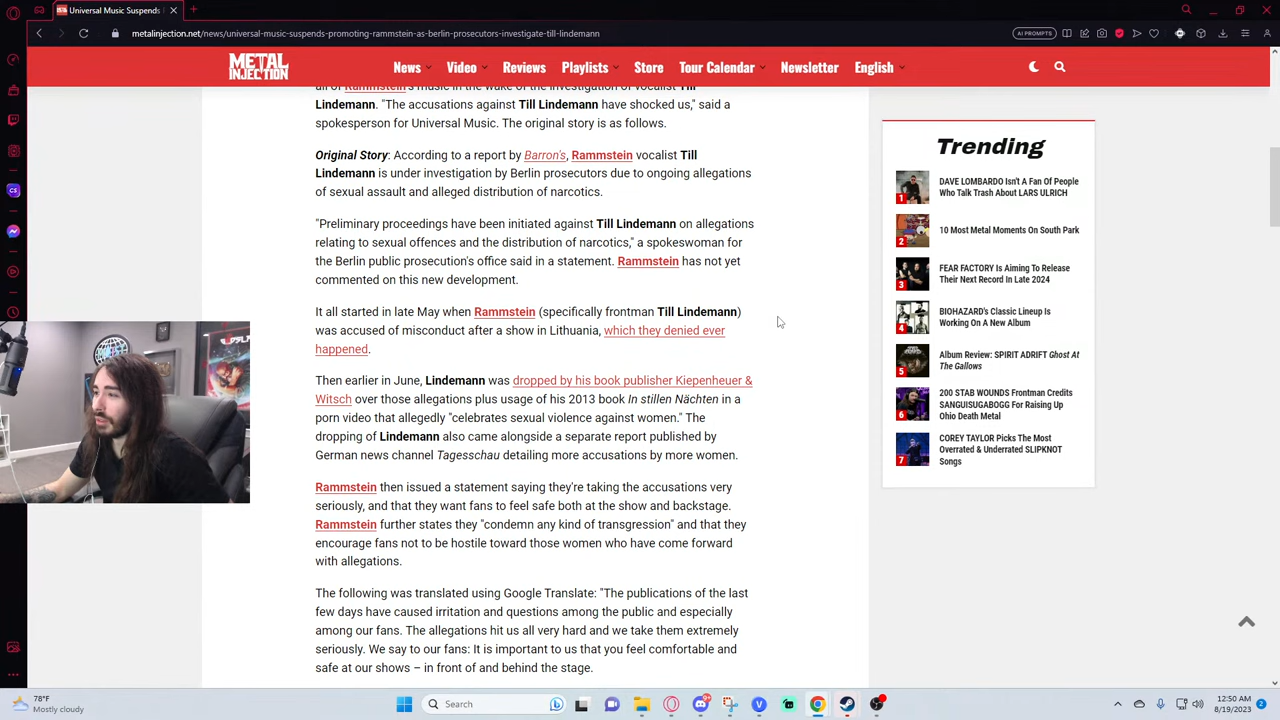 Universal Music Suspends
metalinjection.net/news/universal-music-suspends-promoting-rammstein-as-berlin-prosecutors-investigate-till-lindemann
AI PROMPTS
METAL
INJECTION
News
Video
Reviews
Playlists
Store
Tour Calendar
Newsletter
English
all of Rammstein's music in the wake of the investigation of vocalist Till
Lindemann. "The accusations against Till Lindemann have shocked us," said a
spokesperson for Universal Music. The original story is as follows.
Original Story: According to a report by Barron's, Rammstein vocalist Till
Lindemann is under investigation by Berlin prosecutors due to ongoing allegations
of sexual assault and alleged distribution of narcotics.
"Preliminary proceedings have been initiated against Till Lindemann on allegations
relating to sexual offences and the distribution of narcotics," a spokeswoman for
the Berlin public prosecution's office said in a statement. Rammstein has not yet
commented on this new development.
It all started in late May when Rammstein (specifically frontman Till Lindemann)
was accused of misconduct after a show in Lithuania, which they denied ever
happened.
Then earlier in June, Lindemann was dropped by his book publisher Kiepenheuer &
Witsch over those allegations plus usage of his 2013 book In stillen Nächten in a
porn video that allegedly "celebrates sexual violence against women." The
dropping of Lindemann also came alongside a separate report published by
German news channel Tagesschau detailing more accusations by more women.
Rammstein then issued a statement saying they're taking the accusations very
seriously, and that they want fans to feel safe both at the show and backstage.
Rammstein further states they "condemn any kind of transgression" and that they
encourage fans not to be hostile toward those women who have come forward
with allegations.
The following was translated using Google Translate: "The publications of the last
few days have caused irritation and questions among the public and especially
among our fans. The allegations hit us all very hard and we take them extremely
seriously. We say to our fans: It is important to us that you feel comfortable and
safe at our shows – in front of and behind the stage.
Trending
1
DAVE LOMBARDO Isn't A Fan Of People
Who Talk Trash About LARS ULRICH
2
10 Most Metal Moments On South Park
3
FEAR FACTORY Is Aiming To Release
Their Next Record In Late 2024
4
BIOHAZARD's Classic Lineup Is
Working On A New Album
5
Album Review: SPIRIT ADRIFT Ghost At
The Gallows
6
200 STAB WOUNDS Frontman Credits
SANGUISUGABOGG For Raising Up
Ohio Death Metal
7
COREY TAYLOR Picks The Most
Overrated & Underrated SLIPKNOT
Songs
78°F
Mostly cloudy
Search
12:50 AM
8/19/2023